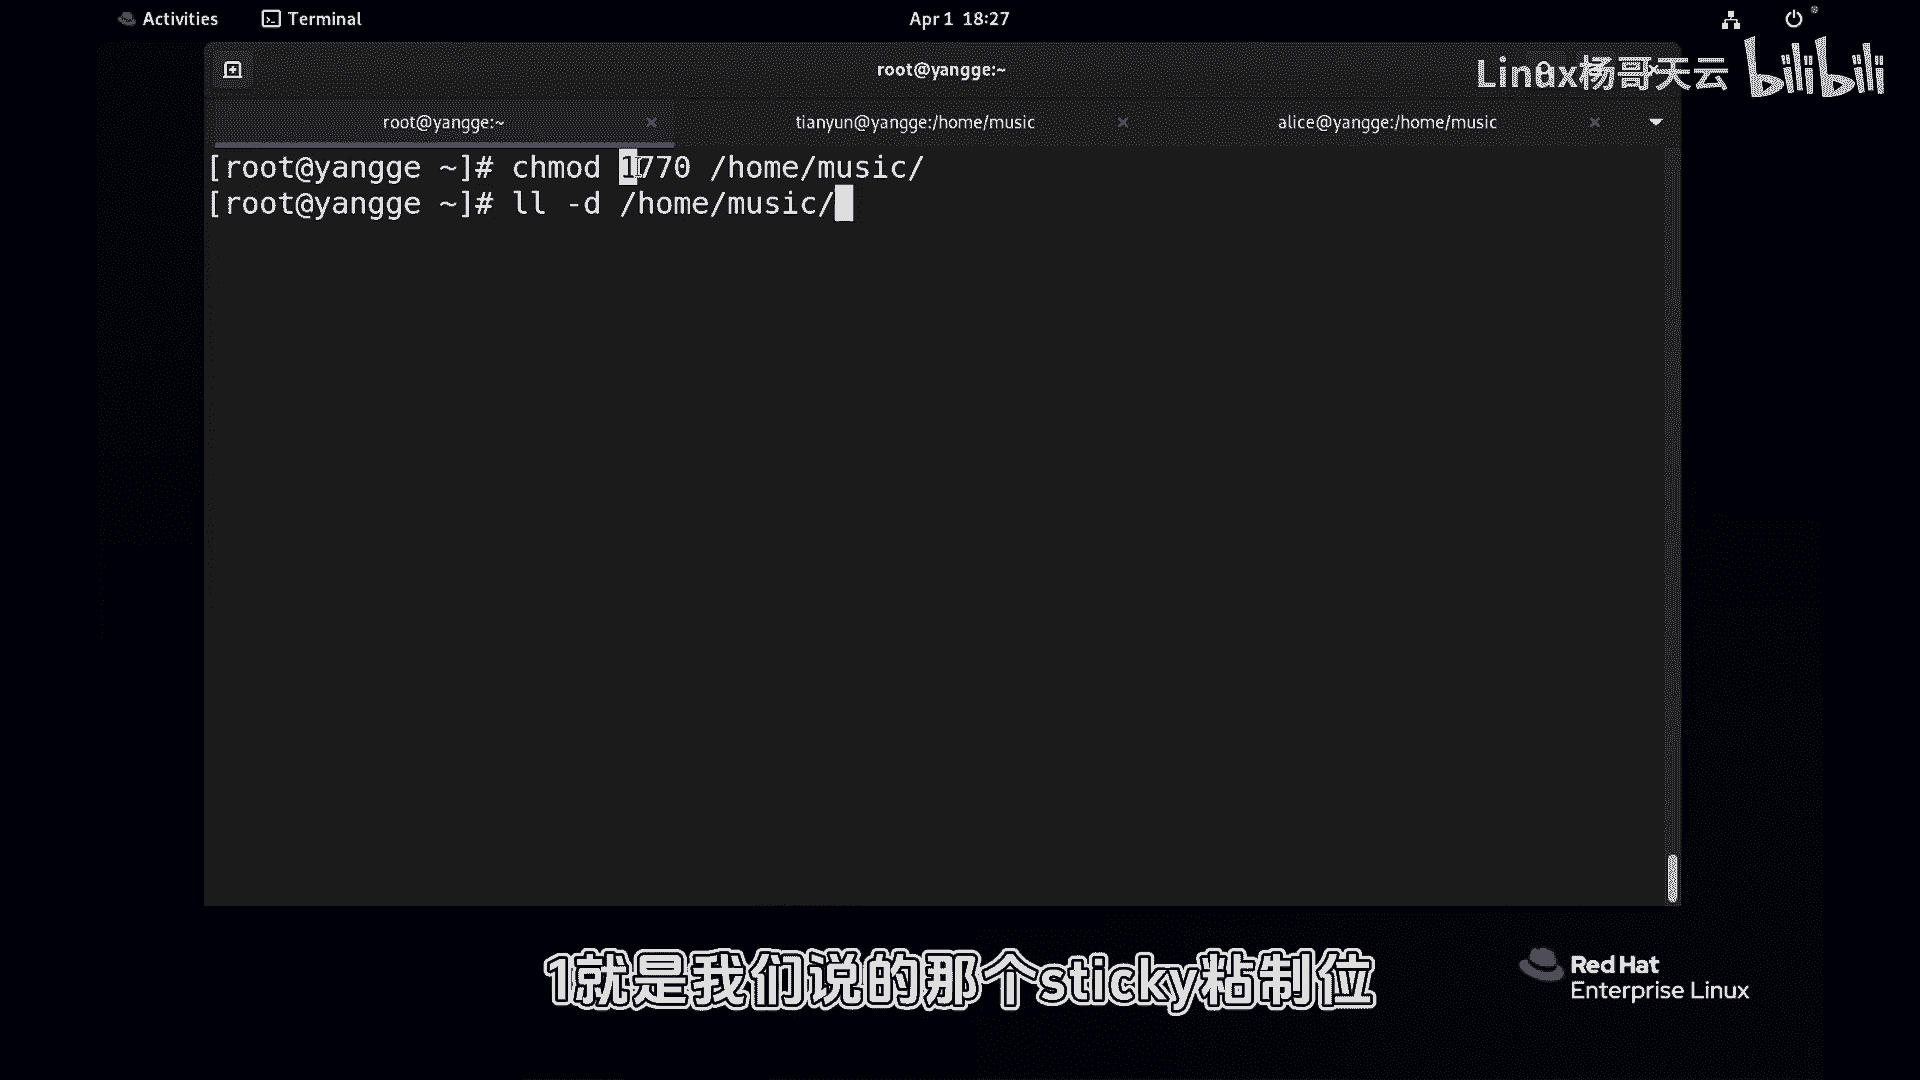 Activities
Terminal
Apr 1 18:27
root@yangge:~
Linux杨哥天云 bilibili
root@yangge:~
tianyun@yangge:/home/music
alice@yangge:/home/music
[root@yangge ~]# chmod 1770 /home/music/
[root@yangge ~]# ll -d /home/music/
1就是我们说的那个sticky粘制位
Red Hat
Enterprise Linux